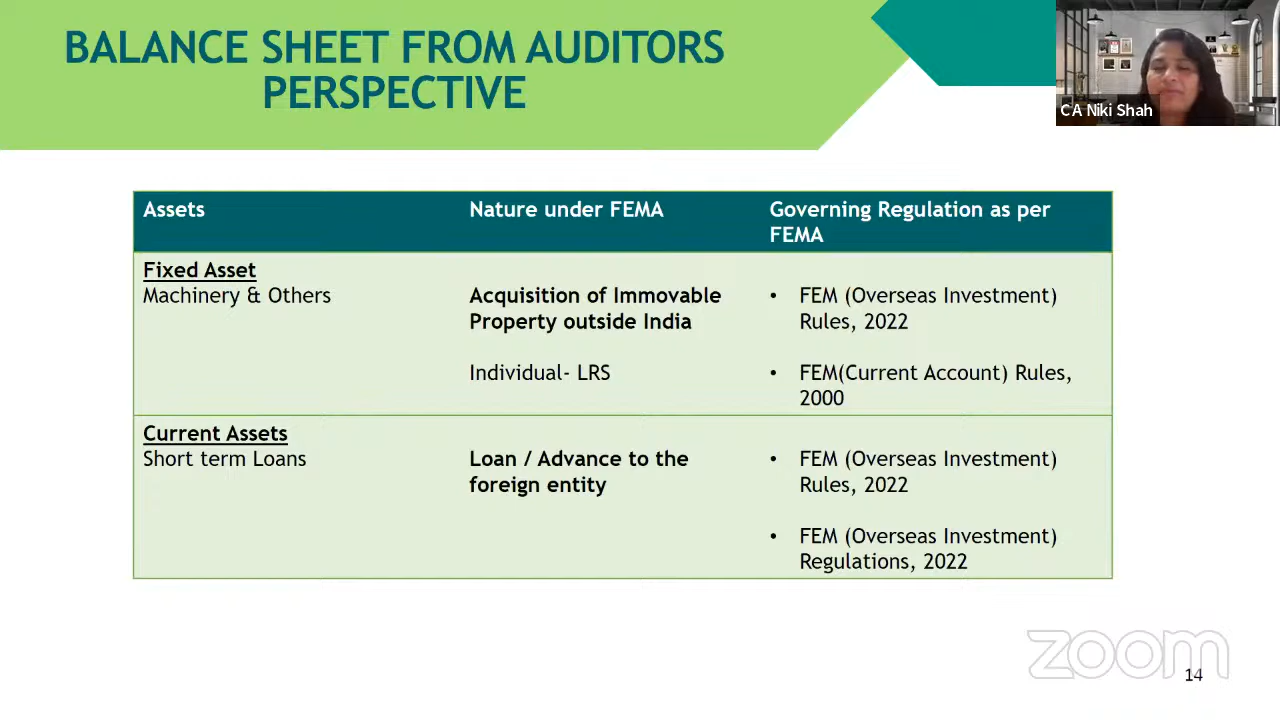 BALANCE SHEET FROM AUDITORS
PERSPECTIVE
CA Niki Shah
Assets
Nature under FEMA
Governing Regulation as per
FEMA
Fixed Asset
Machinery & Others
Acquisition of Immovable
Property outside India
Individual- LRS
• FEM (Overseas Investment)
Rules, 2022
• FEM(Current Account) Rules,
2000
Current Assets
Short term Loans
Loan / Advance to the
foreign entity
• FEM (Overseas Investment)
Rules, 2022
• FEM (Overseas Investment)
Regulations, 2022
zoom
14